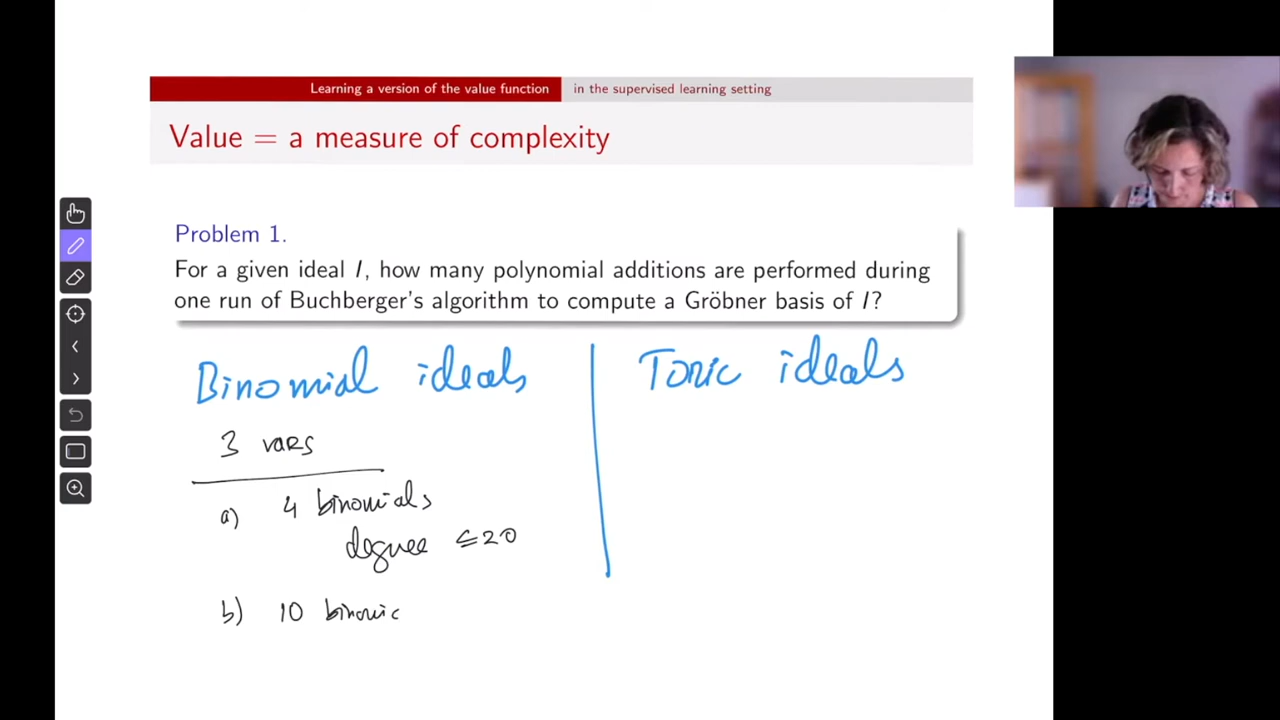 Learning a version of the value function in the supervised learning setting
Value = a measure of complexity
Problem 1.
For a given ideal I, how many polynomial additions are performed during
one run of Buchberger's algorithm to compute a Gröbner basis of I?
Binomial ideals
3 vars
a) 4 binomials
degree ≤20
b) 10 binomic
Toric ideals